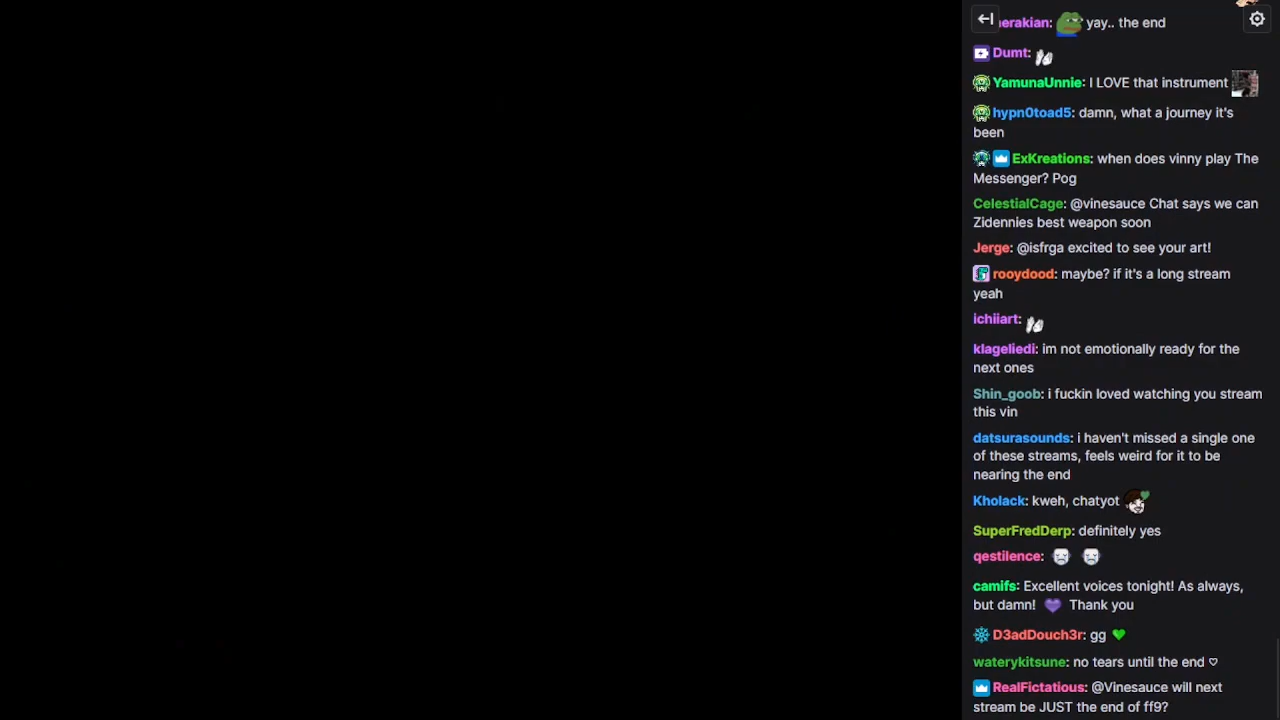 erakian: yay.. the end
Dumt:
YamunaUnnie: I LOVE that instrument
hypn0toad5: damn, what a journey it's
been
ExKreations: when does vinny play The
Messenger? Pog
CelestialCage: @vinesauce Chat says we can
Zidennies best weapon soon
Jerge: @isfrga excited to see your art!
rooydood: maybe? if it's a long stream
yeah
ichiiart:
klageliedi: im not emotionally ready for the
next ones
Shin_goob: i fuckin loved watching you stream
this vin
datsurasounds: i haven't missed a single one
of these streams, feels weird for it to be
nearing the end
Kholack: kweh, chatyot
SuperFredDerp: definitely yes
qestilence:
camifs: Excellent voices tonight! As always,
but damn! 💜 Thank you
D3adDouch3r: gg 💚
waterykitsune: no tears until the end ♡
RealFictatious: @Vinesauce will next
stream be JUST the end of ff9?